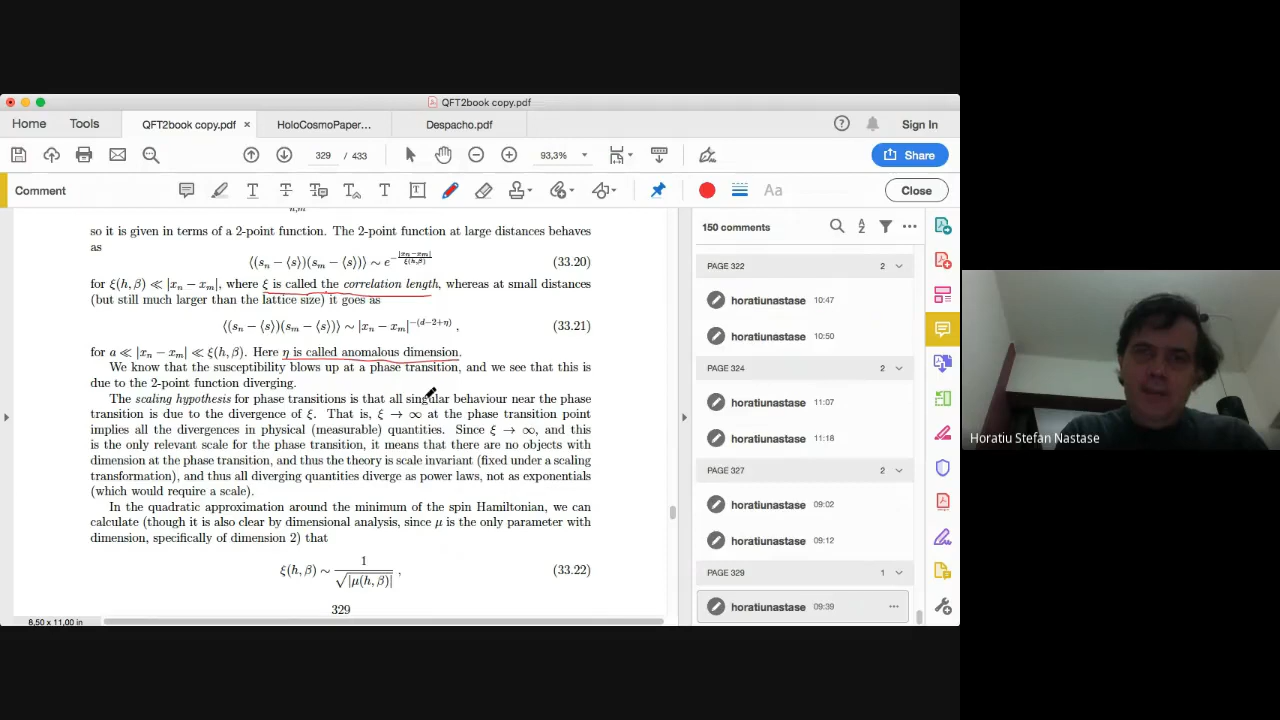 QFT2book copy.pdf
Home Tools QFT2book copy.pdf × HoloCosmoPaper... Despacho.pdf Sign In
329 / 433 93,3% Share
Comment T T Aa Close
h,m
so it is given in terms of a 2-point function. The 2-point function at large distances behaves
as
⟨(sₙ − ⟨s⟩)(sₘ − ⟨s⟩)⟩ ∼ e^{−|xₙ−xₘ|/ξ(h,β)} (33.20)
for ξ(h, β) ≪ |xₙ − xₘ|, where ξ is called the correlation length, whereas at small distances
(but still much larger than the lattice size) it goes as
⟨(sₙ − ⟨s⟩)(sₘ − ⟨s⟩)⟩ ∼ |xₙ − xₘ|^{−(d−2+η)} , (33.21)
for a ≪ |xₙ − xₘ| ≪ ξ(h, β). Here η is called anomalous dimension.
We know that the susceptibility blows up at a phase transition, and we see that this is
due to the 2-point function diverging.
The scaling hypothesis for phase transitions is that all singular behaviour near the phase
transition is due to the divergence of ξ. That is, ξ → ∞ at the phase transition point
implies all the divergences in physical (measurable) quantities. Since ξ → ∞, and this
is the only relevant scale for the phase transition, it means that there are no objects with
dimension at the phase transition, and thus the theory is scale invariant (fixed under a scaling
transformation), and thus all diverging quantities diverge as power laws, not as exponentials
(which would require a scale).
In the quadratic approximation around the minimum of the spin Hamiltonian, we can
calculate (though it is also clear by dimensional analysis, since μ is the only parameter with
dimension, specifically of dimension 2) that
ξ(h, β) ∼ 1/√|μ(h, β)| , (33.22)
329
8,50 x 11,00 in
150 comments
PAGE 322 2
horatiunastase 10:47
horatiunastase 10:50
PAGE 324 2
horatiunastase 11:07
horatiunastase 11:18
PAGE 327 2
horatiunastase 09:02
horatiunastase 09:12
PAGE 329 1
horatiunastase 09:39
Horatiu Stefan Nastase